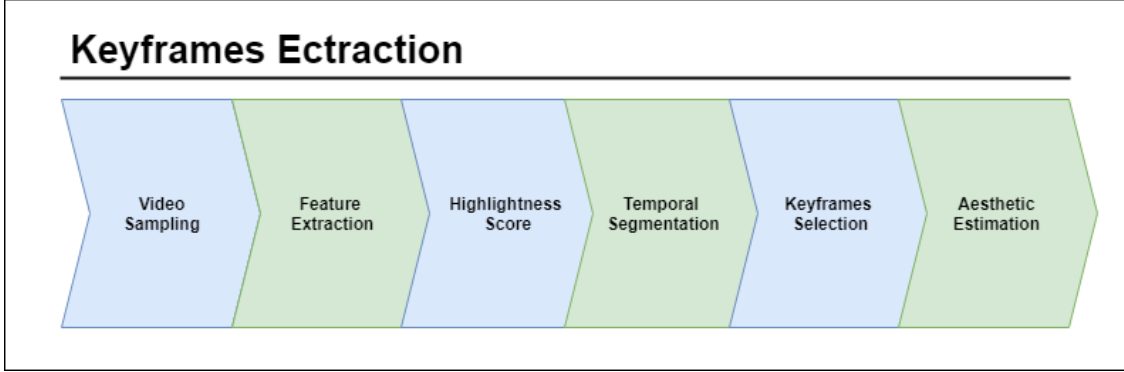 Keyframes Ectraction
Video
Sampling
Feature
Extraction
Highlightness
Score
Temporal
Segmentation
Keyframes
Selection
Aesthetic
Estimation